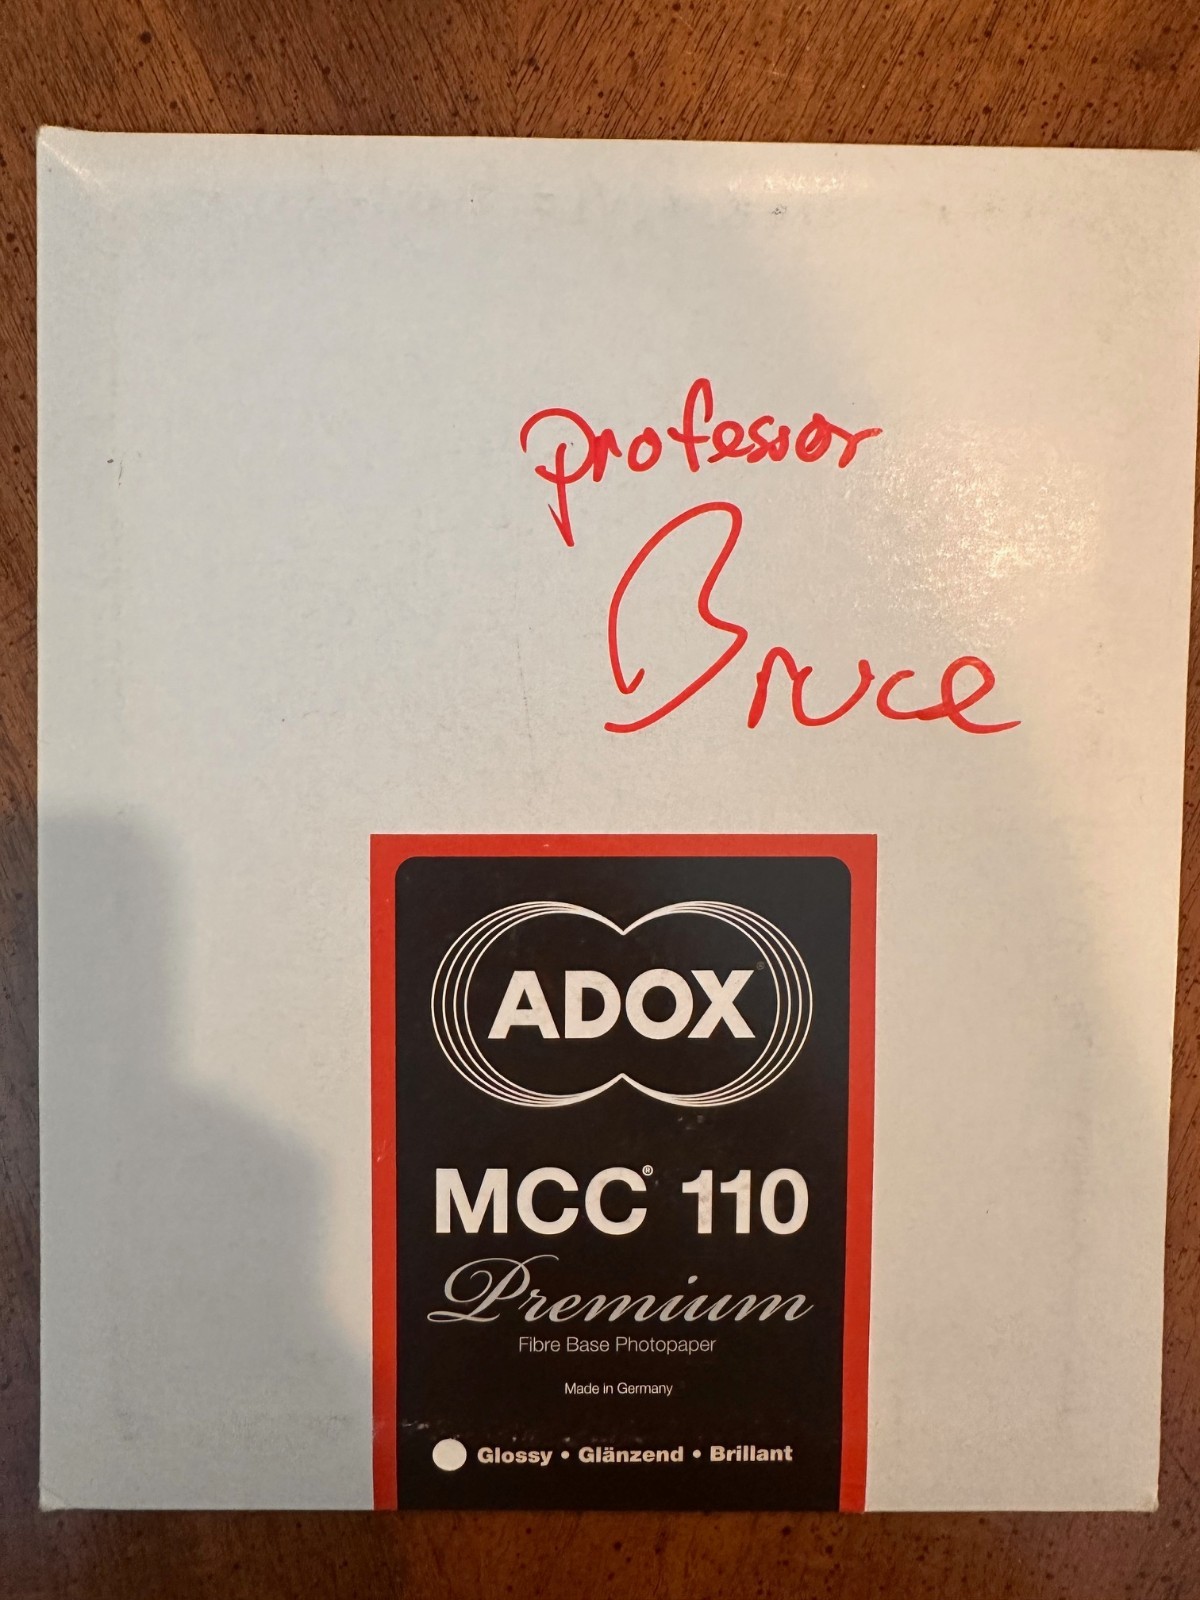 professor
Bruce
ADOX®
MCC® 110
Premium
Fibre Base Photopaper
Made in Germany
Glossy • Glänzend • Brillant